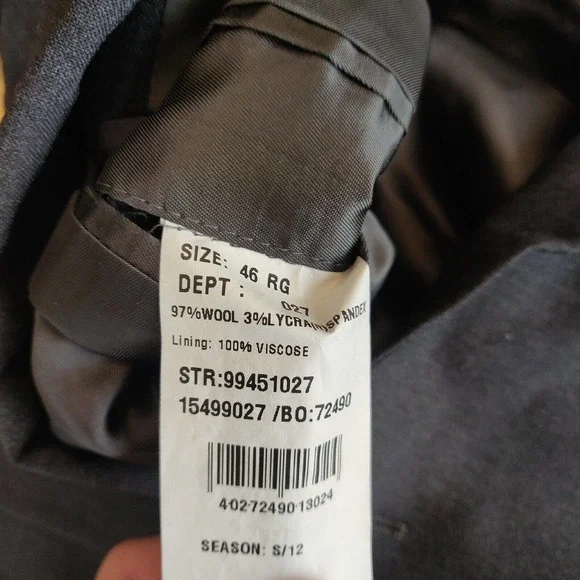 SIZE: 46 RG
DEPT : 027
97%WOOL 3%LYCRA SPANDEX
Lining: 100% VISCOSE
STR:99451027
15499027 /BO:72490
4027249013024
SEASON: S/12